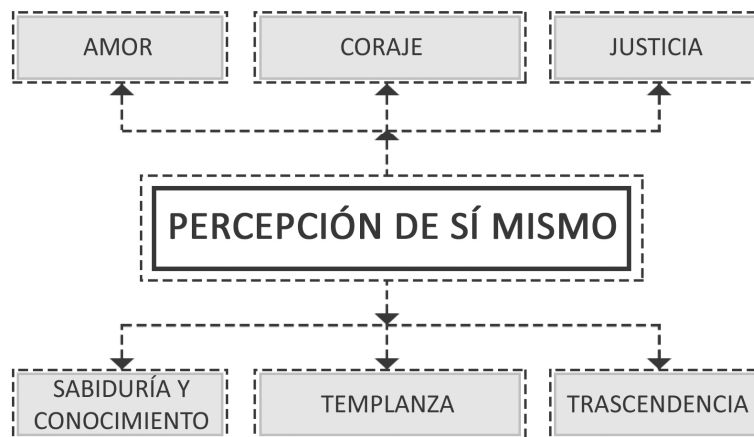 AMOR
CORAJE
JUSTICIA
PERCEPCIÓN DE SÍ MISMO
SABIDURÍA Y
CONOCIMIENTO
TEMPLANZA
TRASCENDENCIA